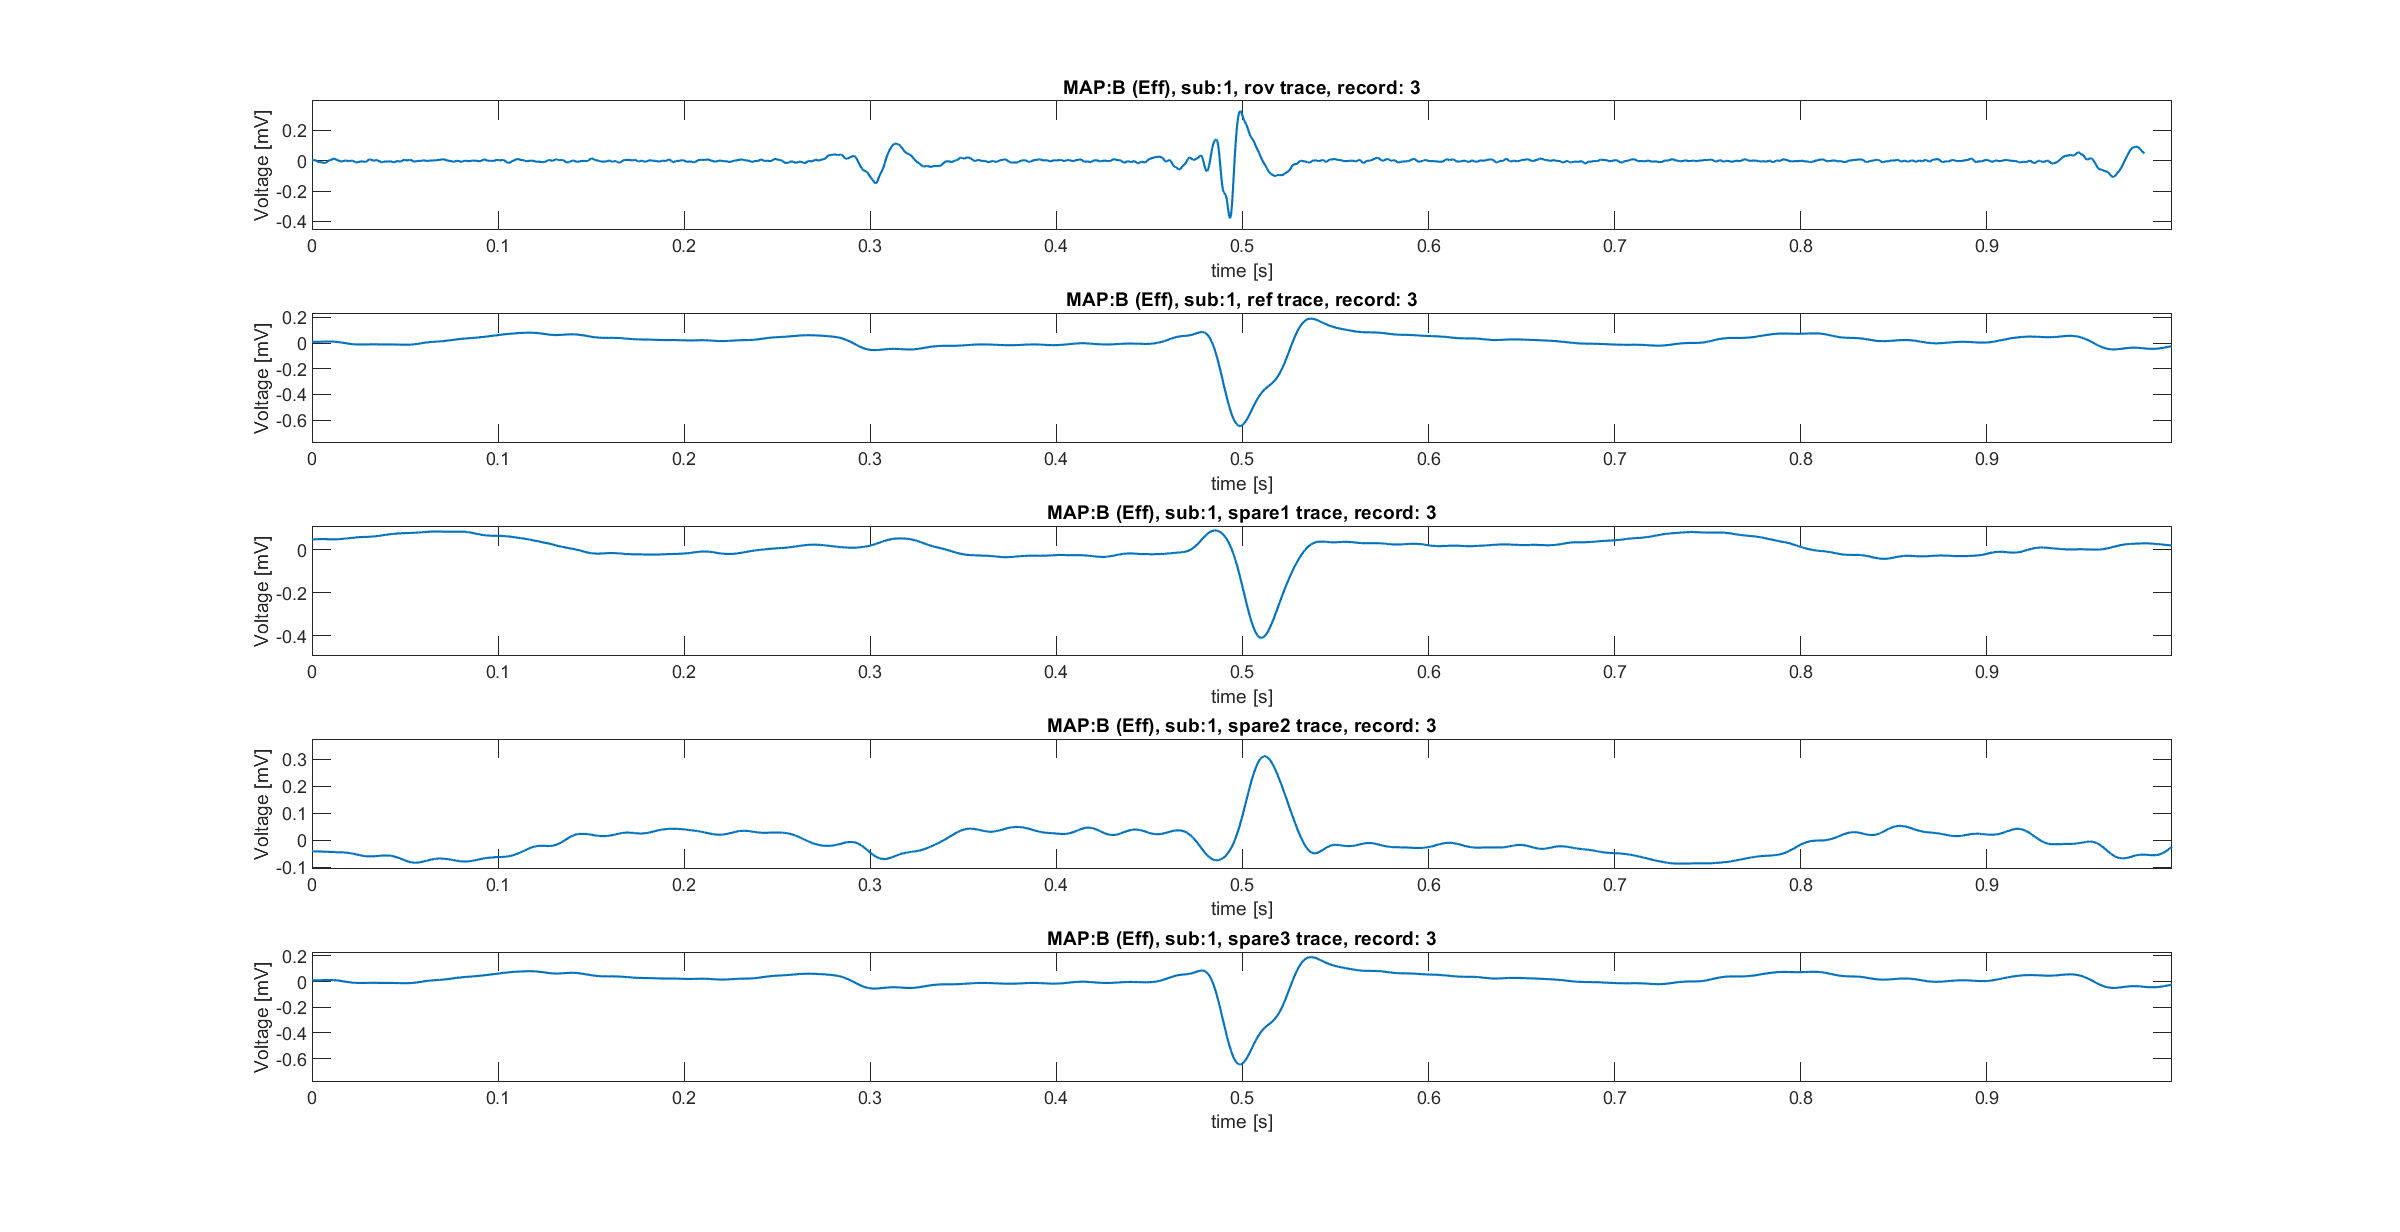 MAP:B (Eff), sub:1, rov trace, record: 3
Voltage [mV]
0.2
0
-0.2
-0.4
0 0.1 0.2 0.3 0.4 0.5 0.6 0.7 0.8 0.9
time [s]
MAP:B (Eff), sub:1, ref trace, record: 3
Voltage [mV]
0.2
0
-0.2
-0.4
-0.6
0 0.1 0.2 0.3 0.4 0.5 0.6 0.7 0.8 0.9
time [s]
MAP:B (Eff), sub:1, spare1 trace, record: 3
Voltage [mV]
0
-0.2
-0.4
0 0.1 0.2 0.3 0.4 0.5 0.6 0.7 0.8 0.9
time [s]
MAP:B (Eff), sub:1, spare2 trace, record: 3
Voltage [mV]
0.3
0.2
0.1
0
-0.1
0 0.1 0.2 0.3 0.4 0.5 0.6 0.7 0.8 0.9
time [s]
MAP:B (Eff), sub:1, spare3 trace, record: 3
Voltage [mV]
0.2
0
-0.2
-0.4
-0.6
0 0.1 0.2 0.3 0.4 0.5 0.6 0.7 0.8 0.9
time [s]